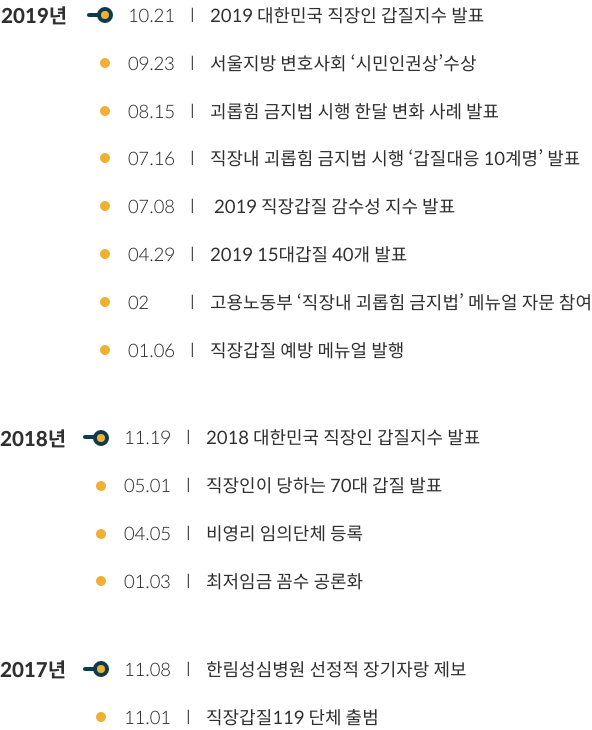 2019년 10.21 | 2019 대한민국 직장인 갑질지수 발표
09.23 | 서울지방 변호사회 ‘시민인권상’수상
08.15 | 괴롭힘 금지법 시행 한달 변화 사례 발표
07.16 | 직장내 괴롭힘 금지법 시행 ‘갑질대응 10계명’ 발표
07.08 | 2019 직장갑질 감수성 지수 발표
04.29 | 2019 15대갑질 40개 발표
02 | 고용노동부 ‘직장내 괴롭힘 금지법’ 메뉴얼 자문 참여
01.06 | 직장갑질 예방 메뉴얼 발행
2018년 11.19 | 2018 대한민국 직장인 갑질지수 발표
05.01 | 직장인이 당하는 70대 갑질 발표
04.05 | 비영리 임의단체 등록
01.03 | 최저임금 꼼수 공론화
2017년 11.08 | 한림성심병원 선정적 장기자랑 제보
11.01 | 직장갑질119 단체 출범